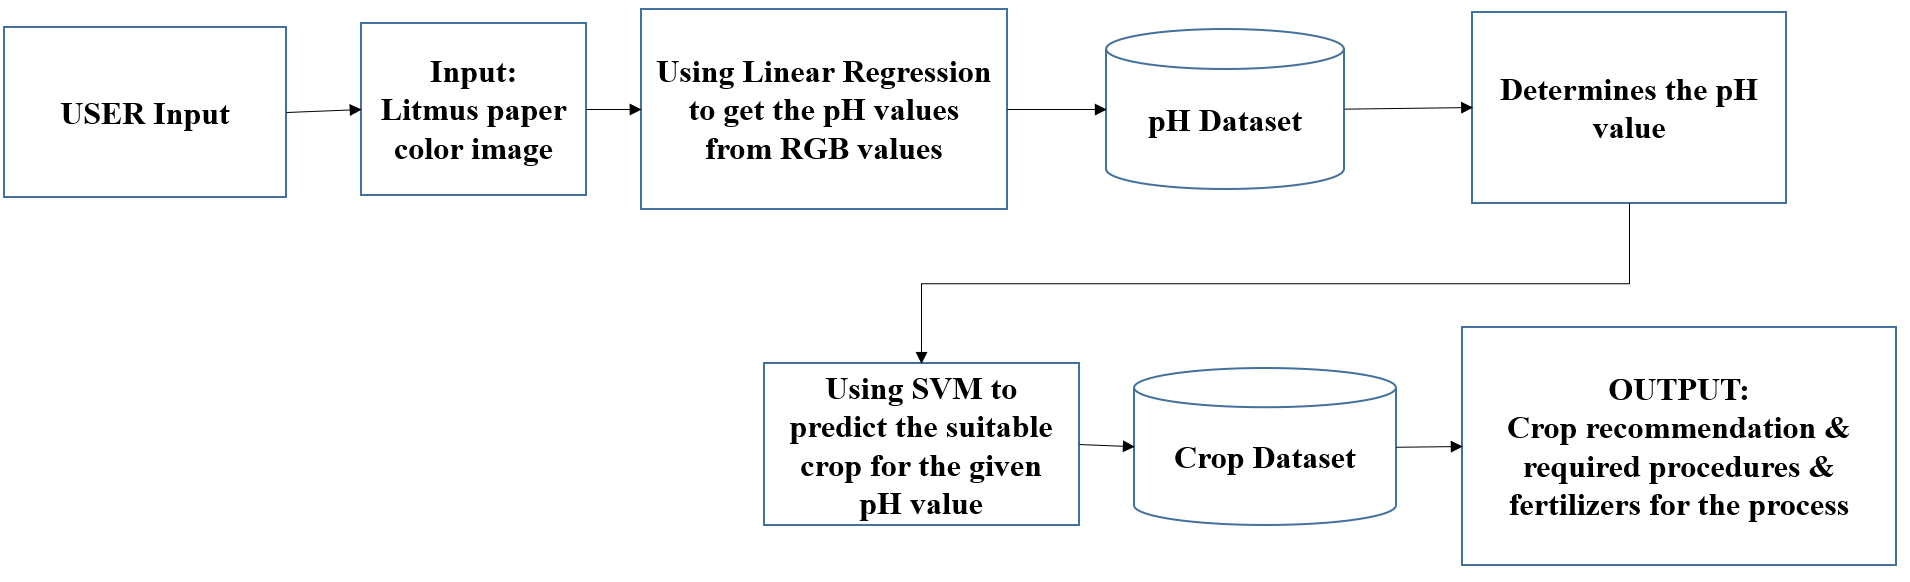 USER Input
Input:
Litmus paper
color image
Using Linear Regression
to get the pH values
from RGB values
pH Dataset
Determines the pH
value
Using SVM to
predict the suitable
crop for the given
pH value
Crop Dataset
OUTPUT:
Crop recommendation &
required procedures &
fertilizers for the process